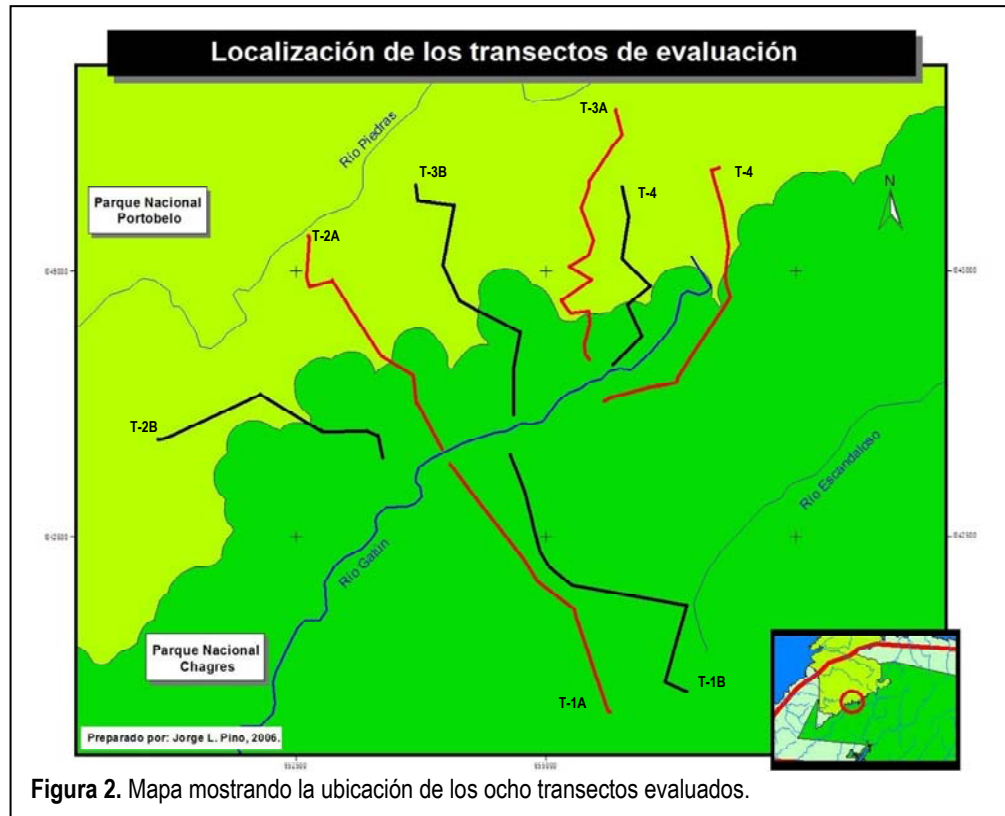 Localización de los transectos de evaluación
T-3A
Río Piedras
T-3B
T-4
T-4
N
Parque Nacional
Portobelo
T-2A
T-2B
Río Escandaloso
Río Gatún
Parque Nacional
Chagres
T-1A
T-1B
Preparado por: Jorge L. Pino, 2006.
Figura 2. Mapa mostrando la ubicación de los ocho transectos evaluados.